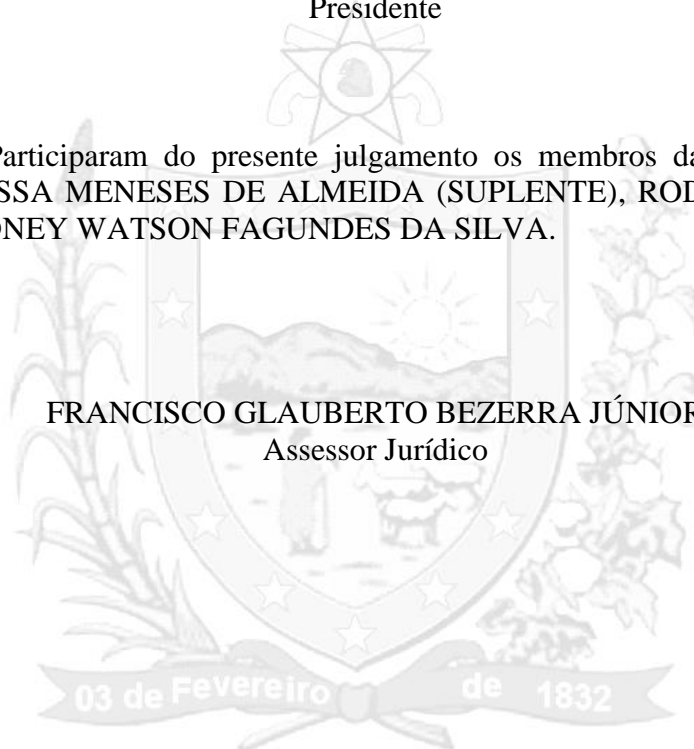 Presidente
Participaram do presente julgamento os membros da
SSA MENESES DE ALMEIDA (SUPLENTE), ROD
NEY WATSON FAGUNDES DA SILVA.
FRANCISCO GLAUBERTO BEZERRA JÚNIOR
Assessor Jurídico
03 de Fevereiro de 1832